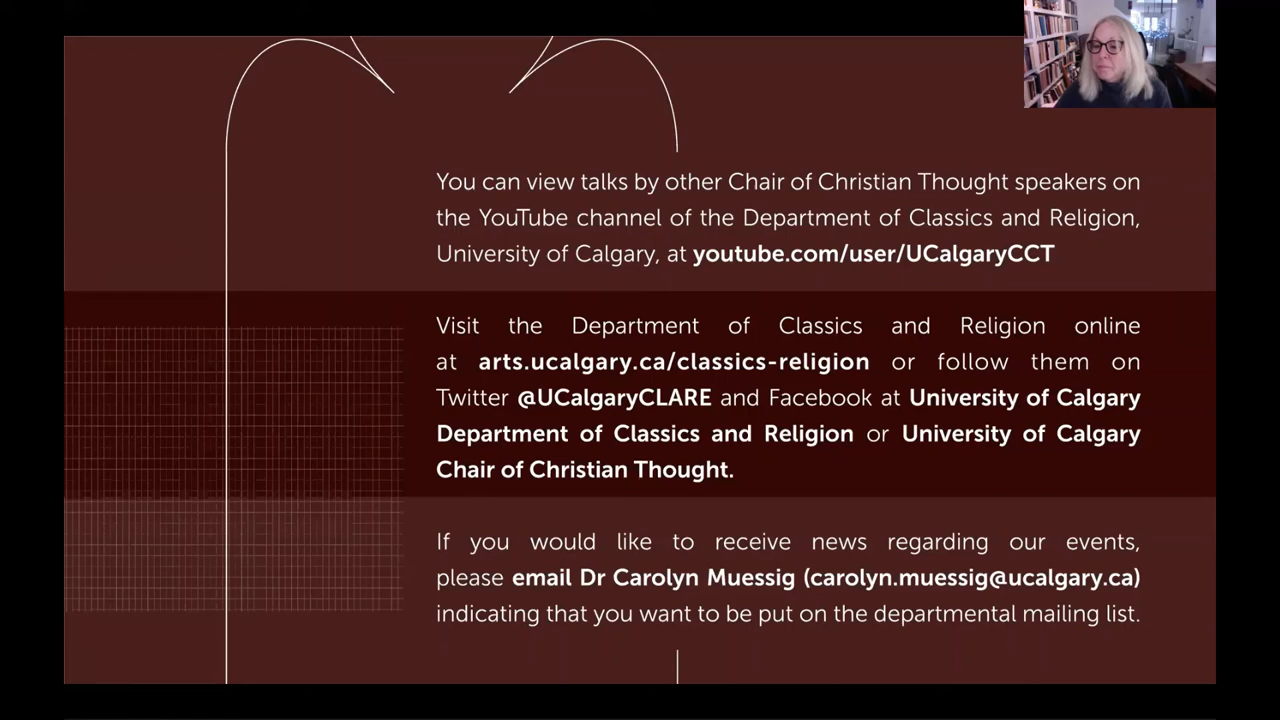 You can view talks by other Chair of Christian Thought speakers on
the YouTube channel of the Department of Classics and Religion,
University of Calgary, at youtube.com/user/UCalgaryCCT
Visit the Department of Classics and Religion online
at arts.ucalgary.ca/classics-religion or follow them on
Twitter @UCalgaryCLARE and Facebook at University of Calgary
Department of Classics and Religion or University of Calgary
Chair of Christian Thought.
If you would like to receive news regarding our events,
please email Dr Carolyn Muessig (carolyn.muessig@ucalgary.ca)
indicating that you want to be put on the departmental mailing list.